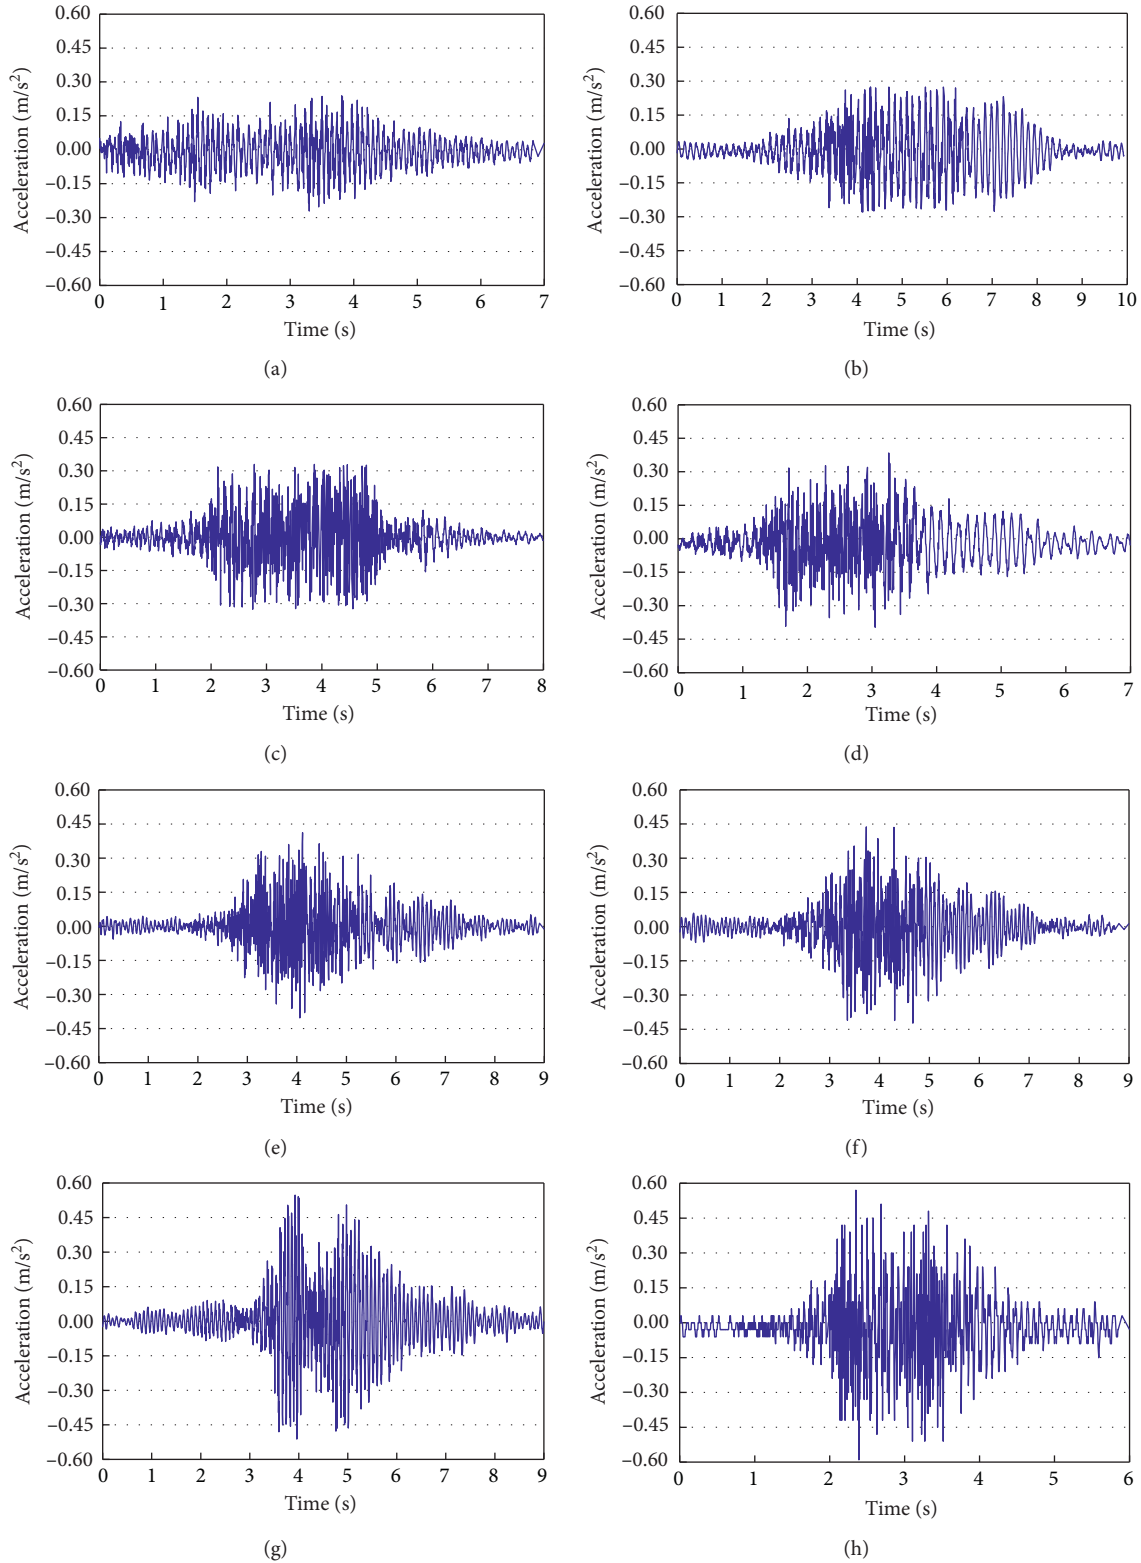 0.60
0.45
0.30
0.15
0.00
–0.15
–0.30
–0.45
–0.60
Acceleration (m/s2)
0 1 2 3 4 5 6 7
Time (s)
(a)
0.60
0.45
0.30
0.15
0.00
–0.15
–0.30
–0.45
–0.60
Acceleration (m/s2)
0 1 2 3 4 5 6 7 8 9 10
Time (s)
(b)
0.60
0.45
0.30
0.15
0.00
–0.15
–0.30
–0.45
–0.60
Acceleration (m/s2)
0 1 2 3 4 5 6 7 8
Time (s)
(c)
0.60
0.45
0.30
0.15
0.00
–0.15
–0.30
–0.45
–0.60
Acceleration (m/s2)
0 1 2 3 4 5 6 7
Time (s)
(d)
0.60
0.45
0.30
0.15
0.00
–0.15
–0.30
–0.45
–0.60
Acceleration (m/s2)
0 1 2 3 4 5 6 7 8 9
Time (s)
(e)
0.60
0.45
0.30
0.15
0.00
–0.15
–0.30
–0.45
–0.60
Acceleration (m/s2)
0 1 2 3 4 5 6 7 8 9
Time (s)
(f)
0.60
0.45
0.30
0.15
0.00
–0.15
–0.30
–0.45
–0.60
Acceleration (m/s2)
0 1 2 3 4 5 6 7 8 9
Time (s)
(g)
0.60
0.45
0.30
0.15
0.00
–0.15
–0.30
–0.45
–0.60
Acceleration (m/s2)
0 1 2 3 4 5 6
Time (s)
(h)